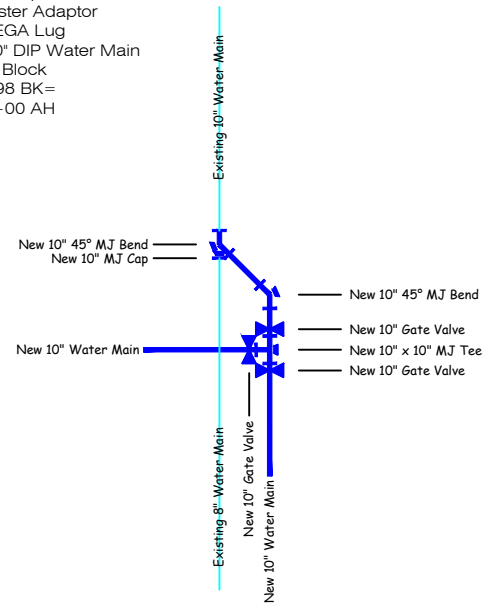 ster Adaptor
EGA Lug
0" DIP Water Main
Block
98 BK=
-00 AH
Existing 10" Water Main
New 10" 45° MJ Bend
New 10" MJ Cap
New 10" 45° MJ Bend
New 10" Gate Valve
New 10" Water Main
New 10" x 10" MJ Tee
New 10" Gate Valve
New 10" Gate Valve
Existing 8" Water Main
New 10" Water Main